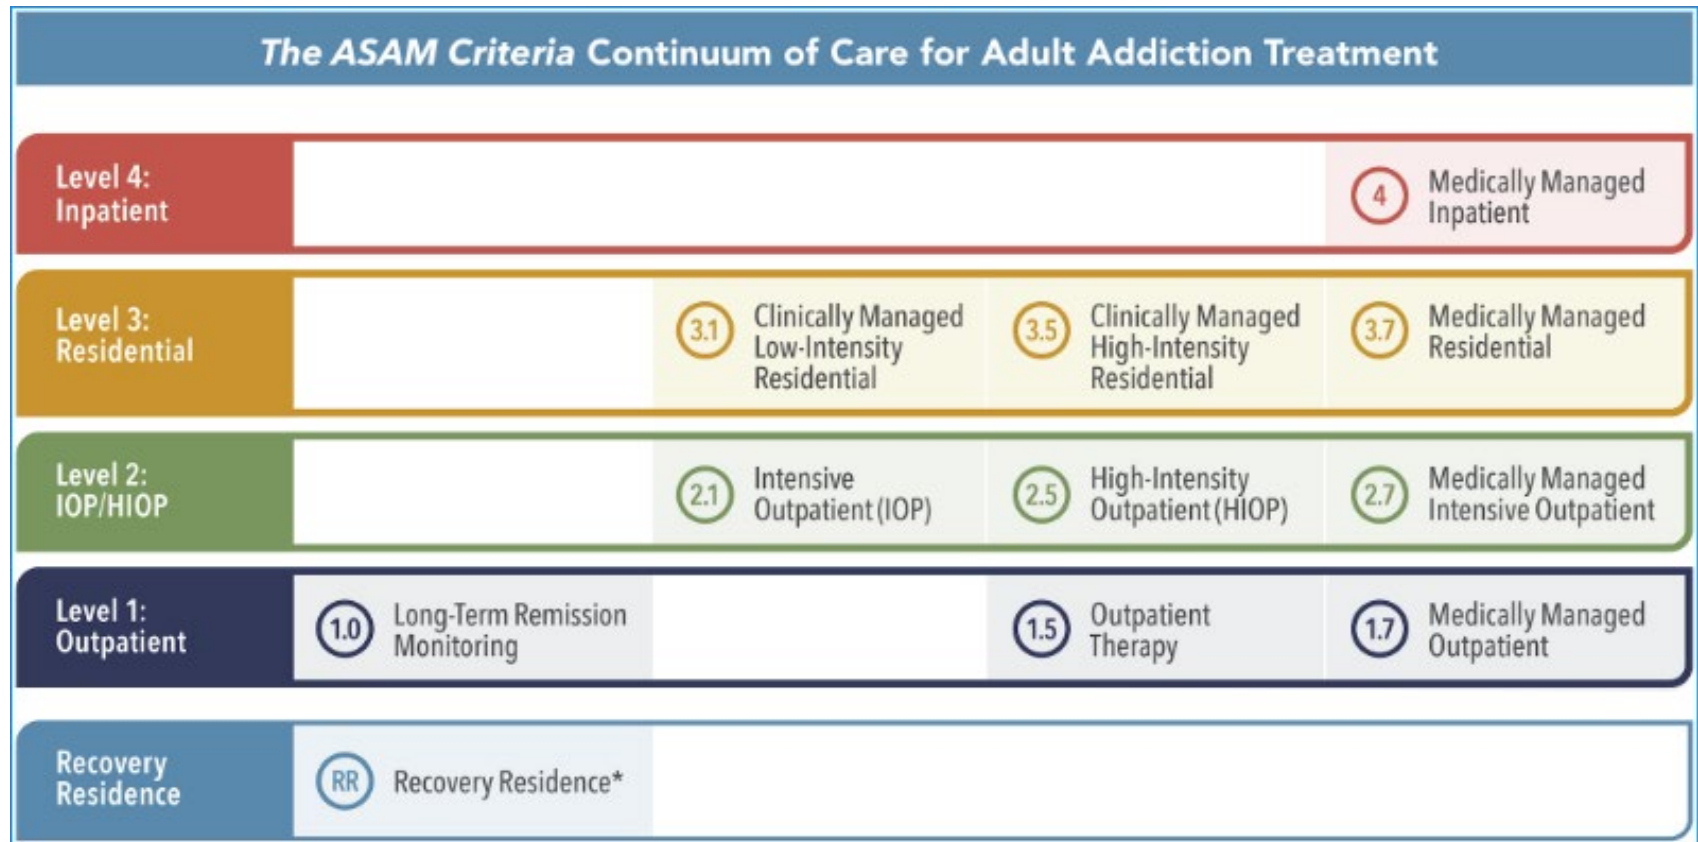 The ASAM Criteria Continuum of Care for Adult Addiction Treatment
Level 4:
Inpatient
4
Medically Managed
Inpatient
Level 3:
Residential
3.1
Clinically Managed
Low-Intensity
Residential
3.5
Clinically Managed
High-Intensity
Residential
3.7
Medically Managed
Residential
Level 2:
IOP/HIOP
2.1
Intensive
Outpatient (IOP)
2.5
High-Intensity
Outpatient (HIOP)
2.7
Medically Managed
Intensive Outpatient
Level 1:
Outpatient
1.0
Long-Term Remission
Monitoring
1.5
Outpatient
Therapy
1.7
Medically Managed
Outpatient
Recovery
Residence
RR
Recovery Residence*